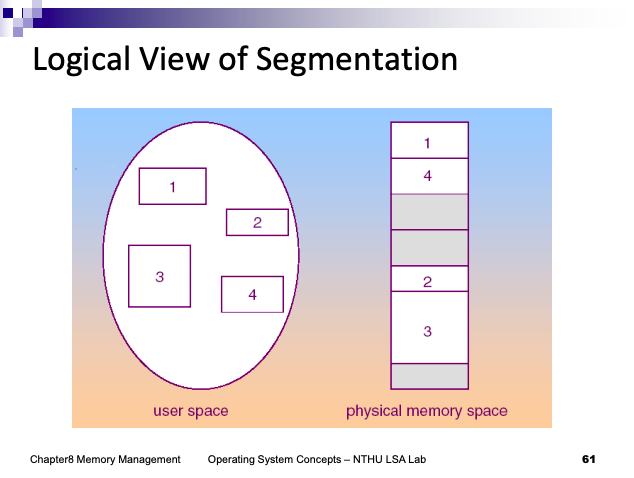 Logical View of Segmentation
1
2
3
4
user space
1
4
2
3
physical memory space
Chapter8 Memory Management
Operating System Concepts – NTHU LSA Lab
61